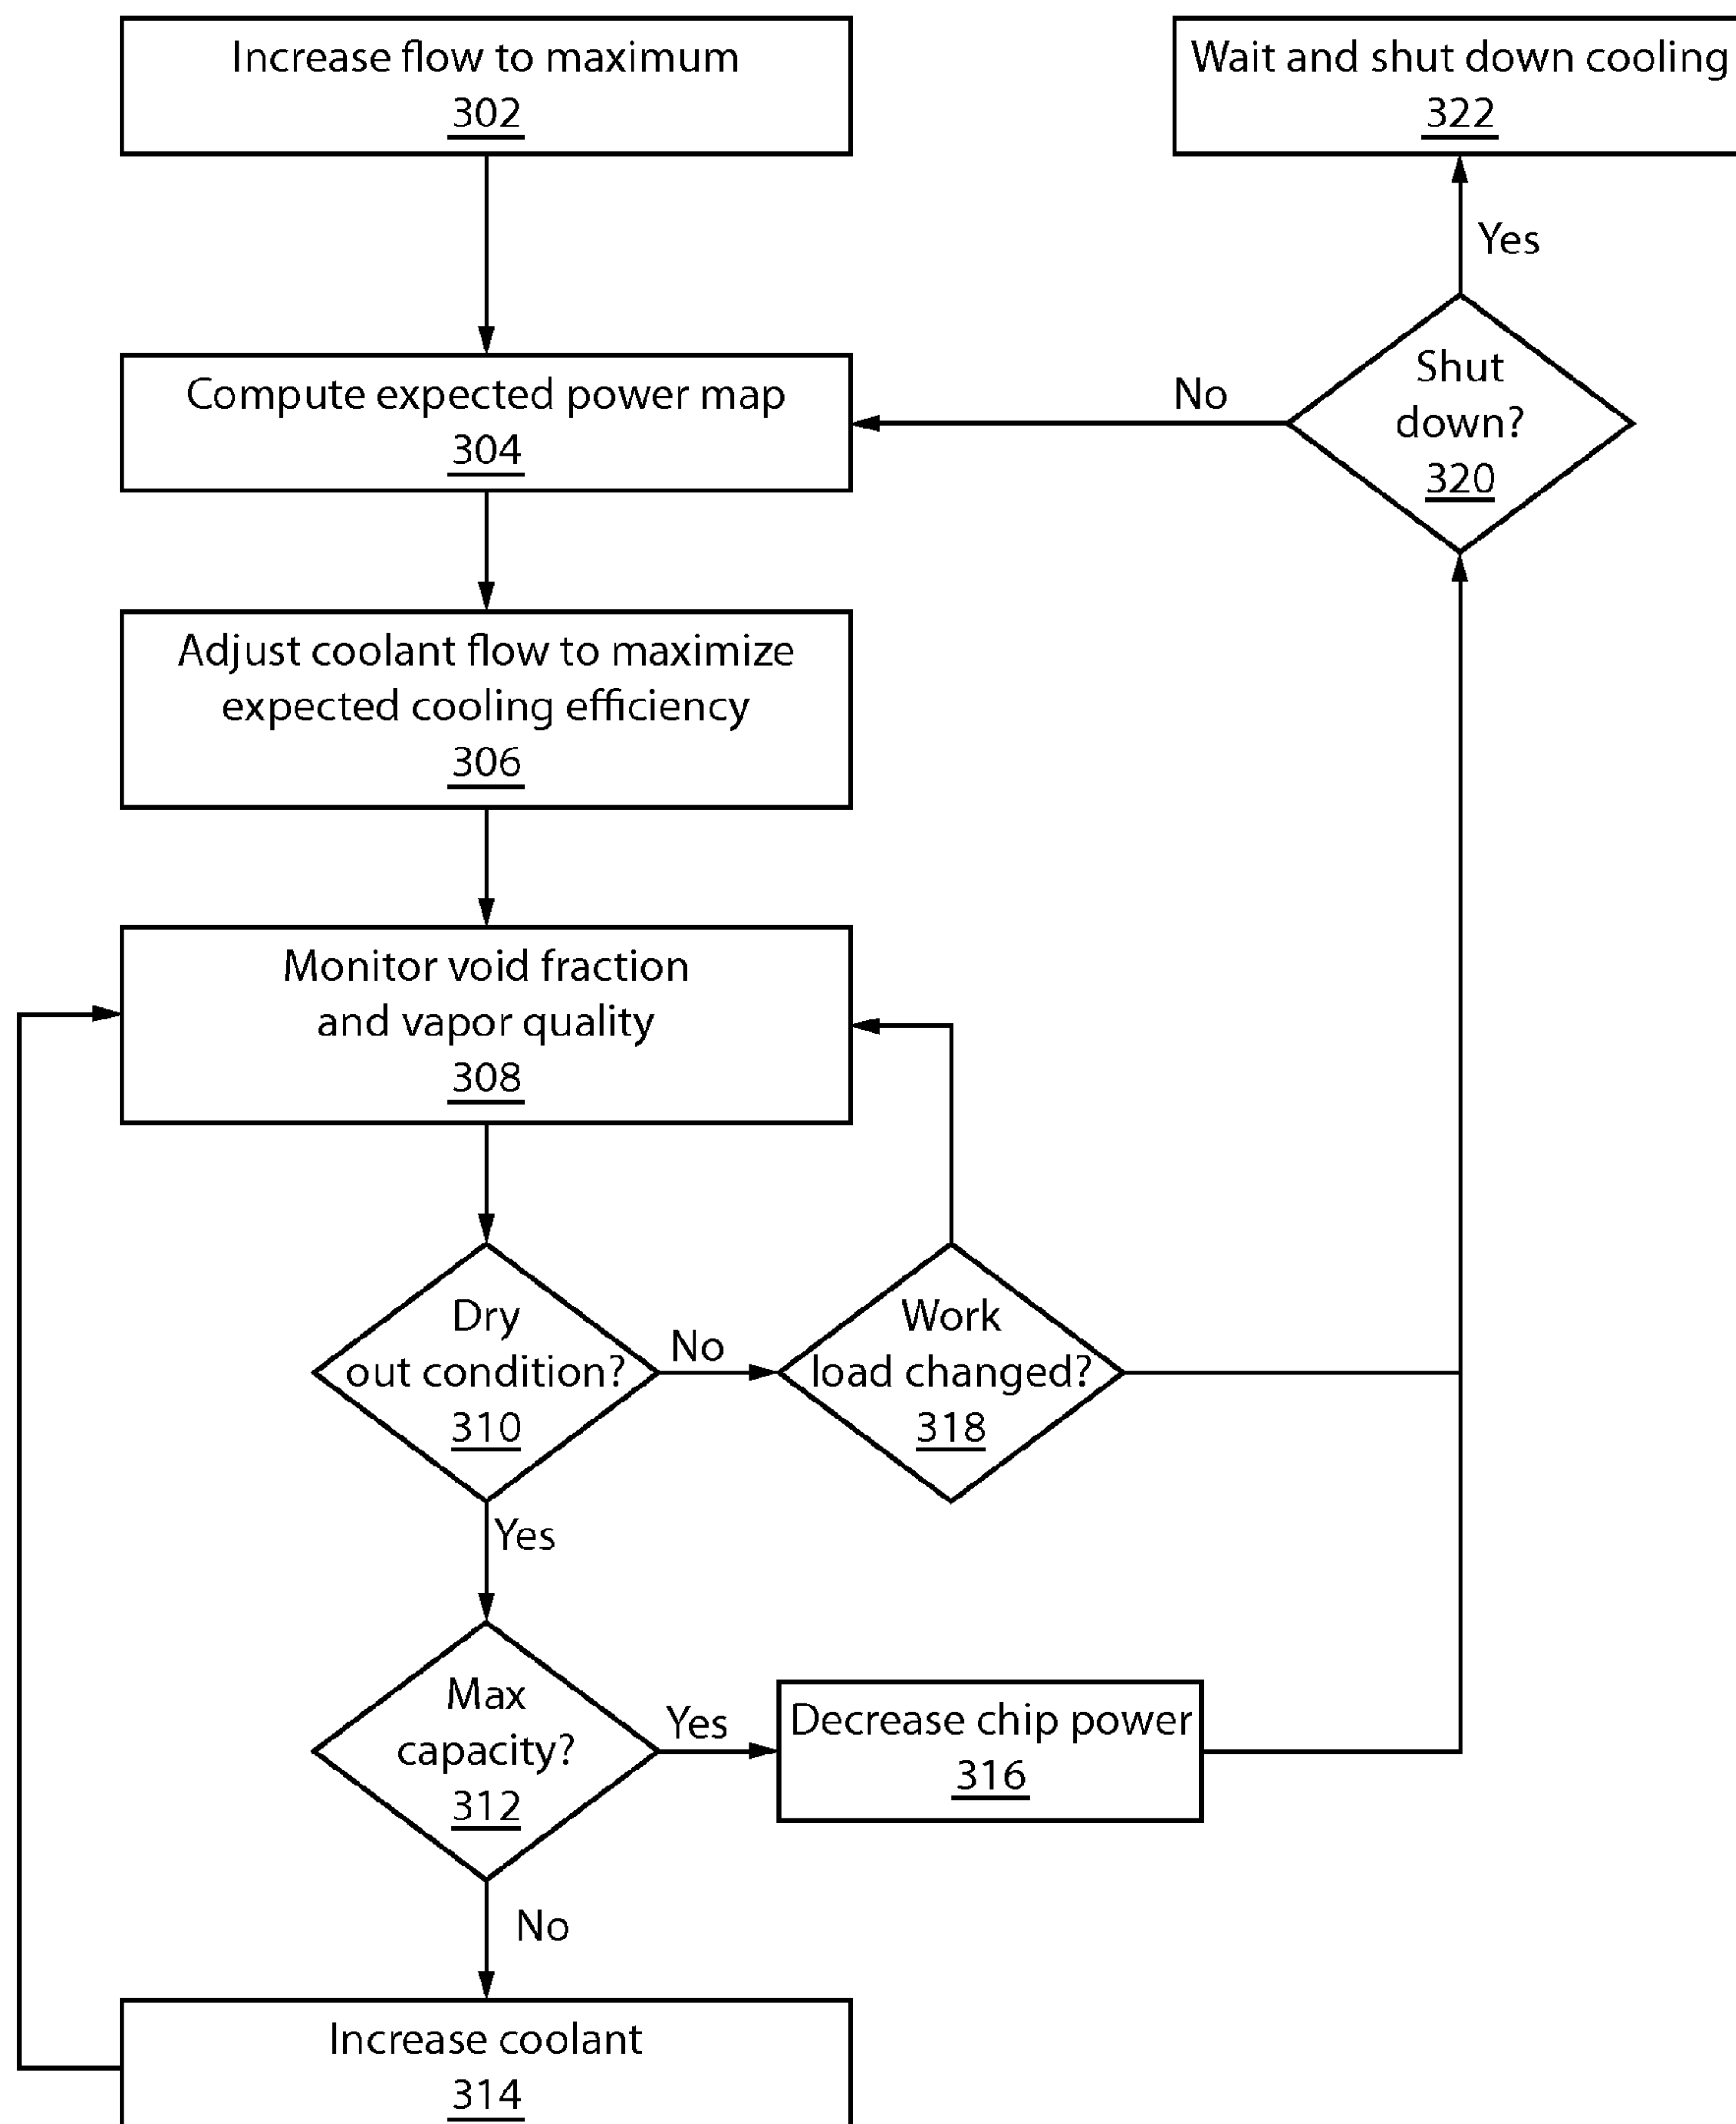 Increase flow to maximum
302
Wait and shut down cooling
322
Yes
Shut
down?
320
No
Compute expected power map
304
Adjust coolant flow to maximize
expected cooling efficiency
306
Monitor void fraction
and vapor quality
308
Dry
out condition?
310
No
Work
load changed?
318
Yes
Max
capacity?
312
Yes
Decrease chip power
316
No
Increase coolant
314